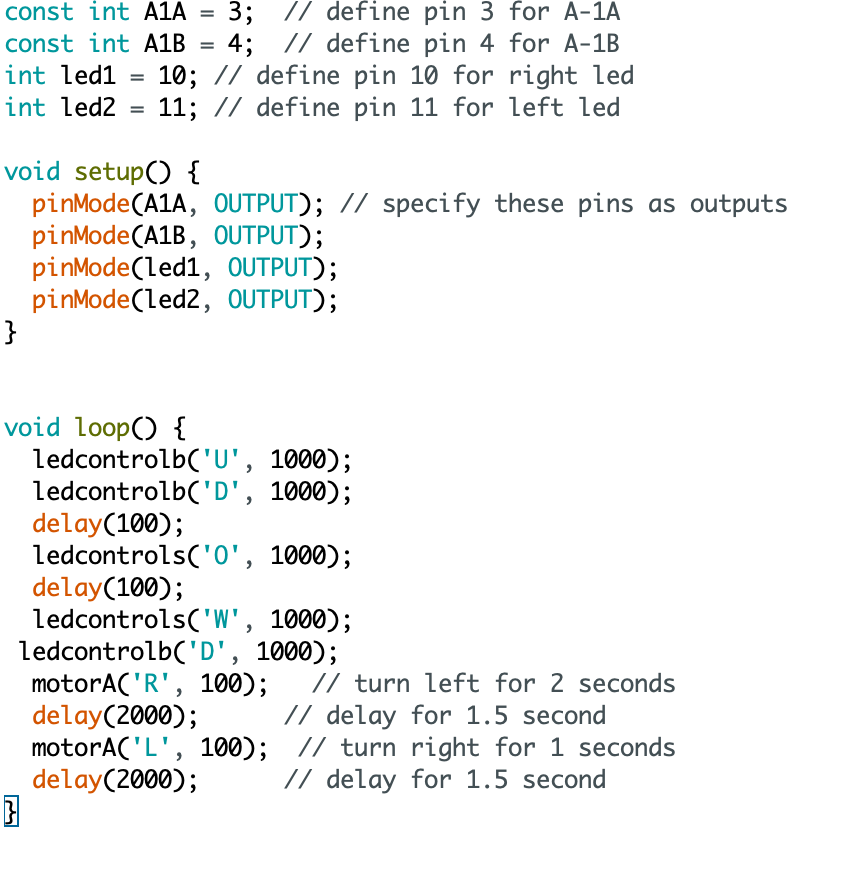 const int A1A = 3;  // define pin 3 for A-1A
const int A1B = 4;  // define pin 4 for A-1B
int led1 = 10; // define pin 10 for right led
int led2 = 11; // define pin 11 for left led

void setup() {
  pinMode(A1A, OUTPUT); // specify these pins as outputs
  pinMode(A1B, OUTPUT);
  pinMode(led1, OUTPUT);
  pinMode(led2, OUTPUT);
}


void loop() {
  ledcontrolb('U', 1000);
  ledcontrolb('D', 1000);
  delay(100);
  ledcontrols('O', 1000);
  delay(100);
  ledcontrols('W', 1000);
 ledcontrolb('D', 1000);
  motorA('R', 100);   // turn left for 2 seconds
  delay(2000);      // delay for 1.5 second
  motorA('L', 100);  // turn right for 1 seconds
  delay(2000);      // delay for 1.5 second
}